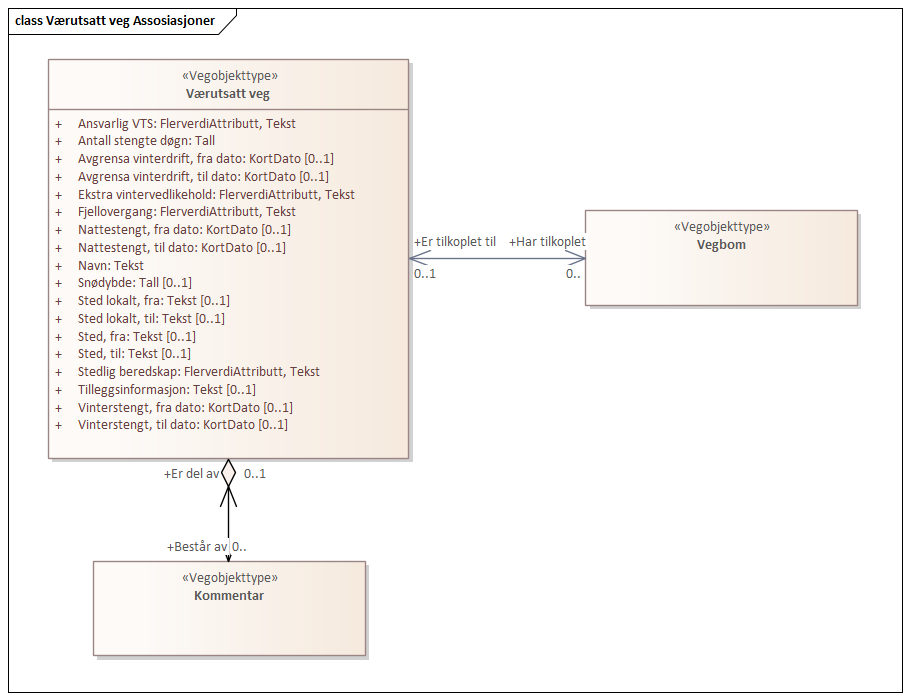 class Værutsatt veg Assosiasjoner
«Vegobjekttype»
Værutsatt veg
+ Ansvarlig VTS: FlerverdiAttributt, Tekst
+ Antall stengte døgn: Tall
+ Avgrensa vinterdrift, fra dato: KortDato [0..1]
+ Avgrensa vinterdrift, til dato: KortDato [0..1]
+ Ekstra vintervedlikehold: FlerverdiAttributt, Tekst
+ Fjellovergang: FlerverdiAttributt, Tekst
+ Nattestengt, fra dato: KortDato [0..1]
+ Nattestengt, til dato: KortDato [0..1]
+ Navn: Tekst
+ Snødybde: Tall [0..1]
+ Sted lokalt, fra: Tekst [0..1]
+ Sted lokalt, til: Tekst [0..1]
+ Sted, fra: Tekst [0..1]
+ Sted, til: Tekst [0..1]
+ Stedlig beredskap: FlerverdiAttributt, Tekst
+ Tilleggsinformasjon: Tekst [0..1]
+ Vinterstengt, fra dato: KortDato [0..1]
+ Vinterstengt, til dato: KortDato [0..1]
+Er tilkoplet til +Har tilkoplet
0..1 0..
«Vegobjekttype»
Vegbom
+Er del av 0..1
+Består av 0..
«Vegobjekttype»
Kommentar